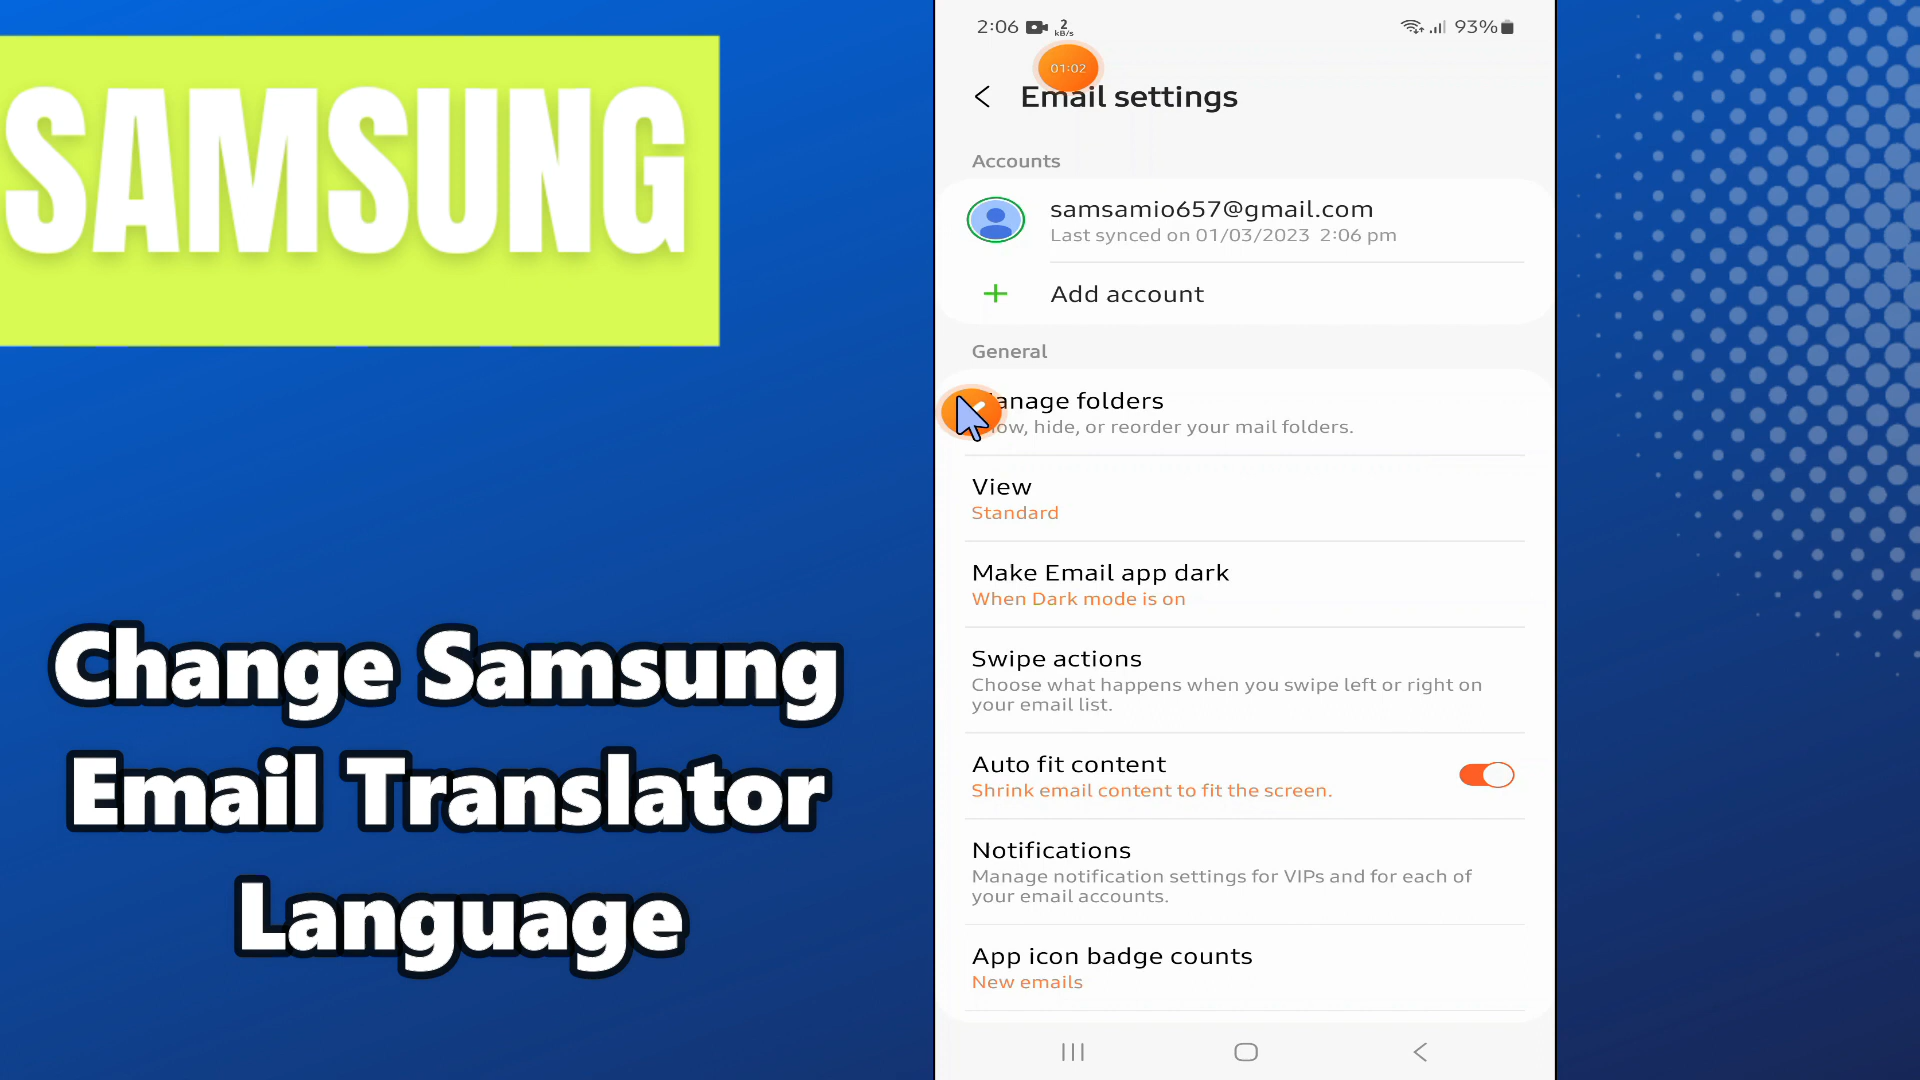 SAMSUNG
Change Samsung
Email Translator
Language
2:06 2 kB/s 93%
01:02
Email settings
Accounts
samsamio657@gmail.com
Last synced on 01/03/2023 2:06 pm
Add account
General
anage folders
ow, hide, or reorder your mail folders.
View
Standard
Make Email app dark
When Dark mode is on
Swipe actions
Choose what happens when you swipe left or right on
your email list.
Auto fit content
Shrink email content to fit the screen.
Notifications
Manage notification settings for VIPs and for each of
your email accounts.
App icon badge counts
New emails